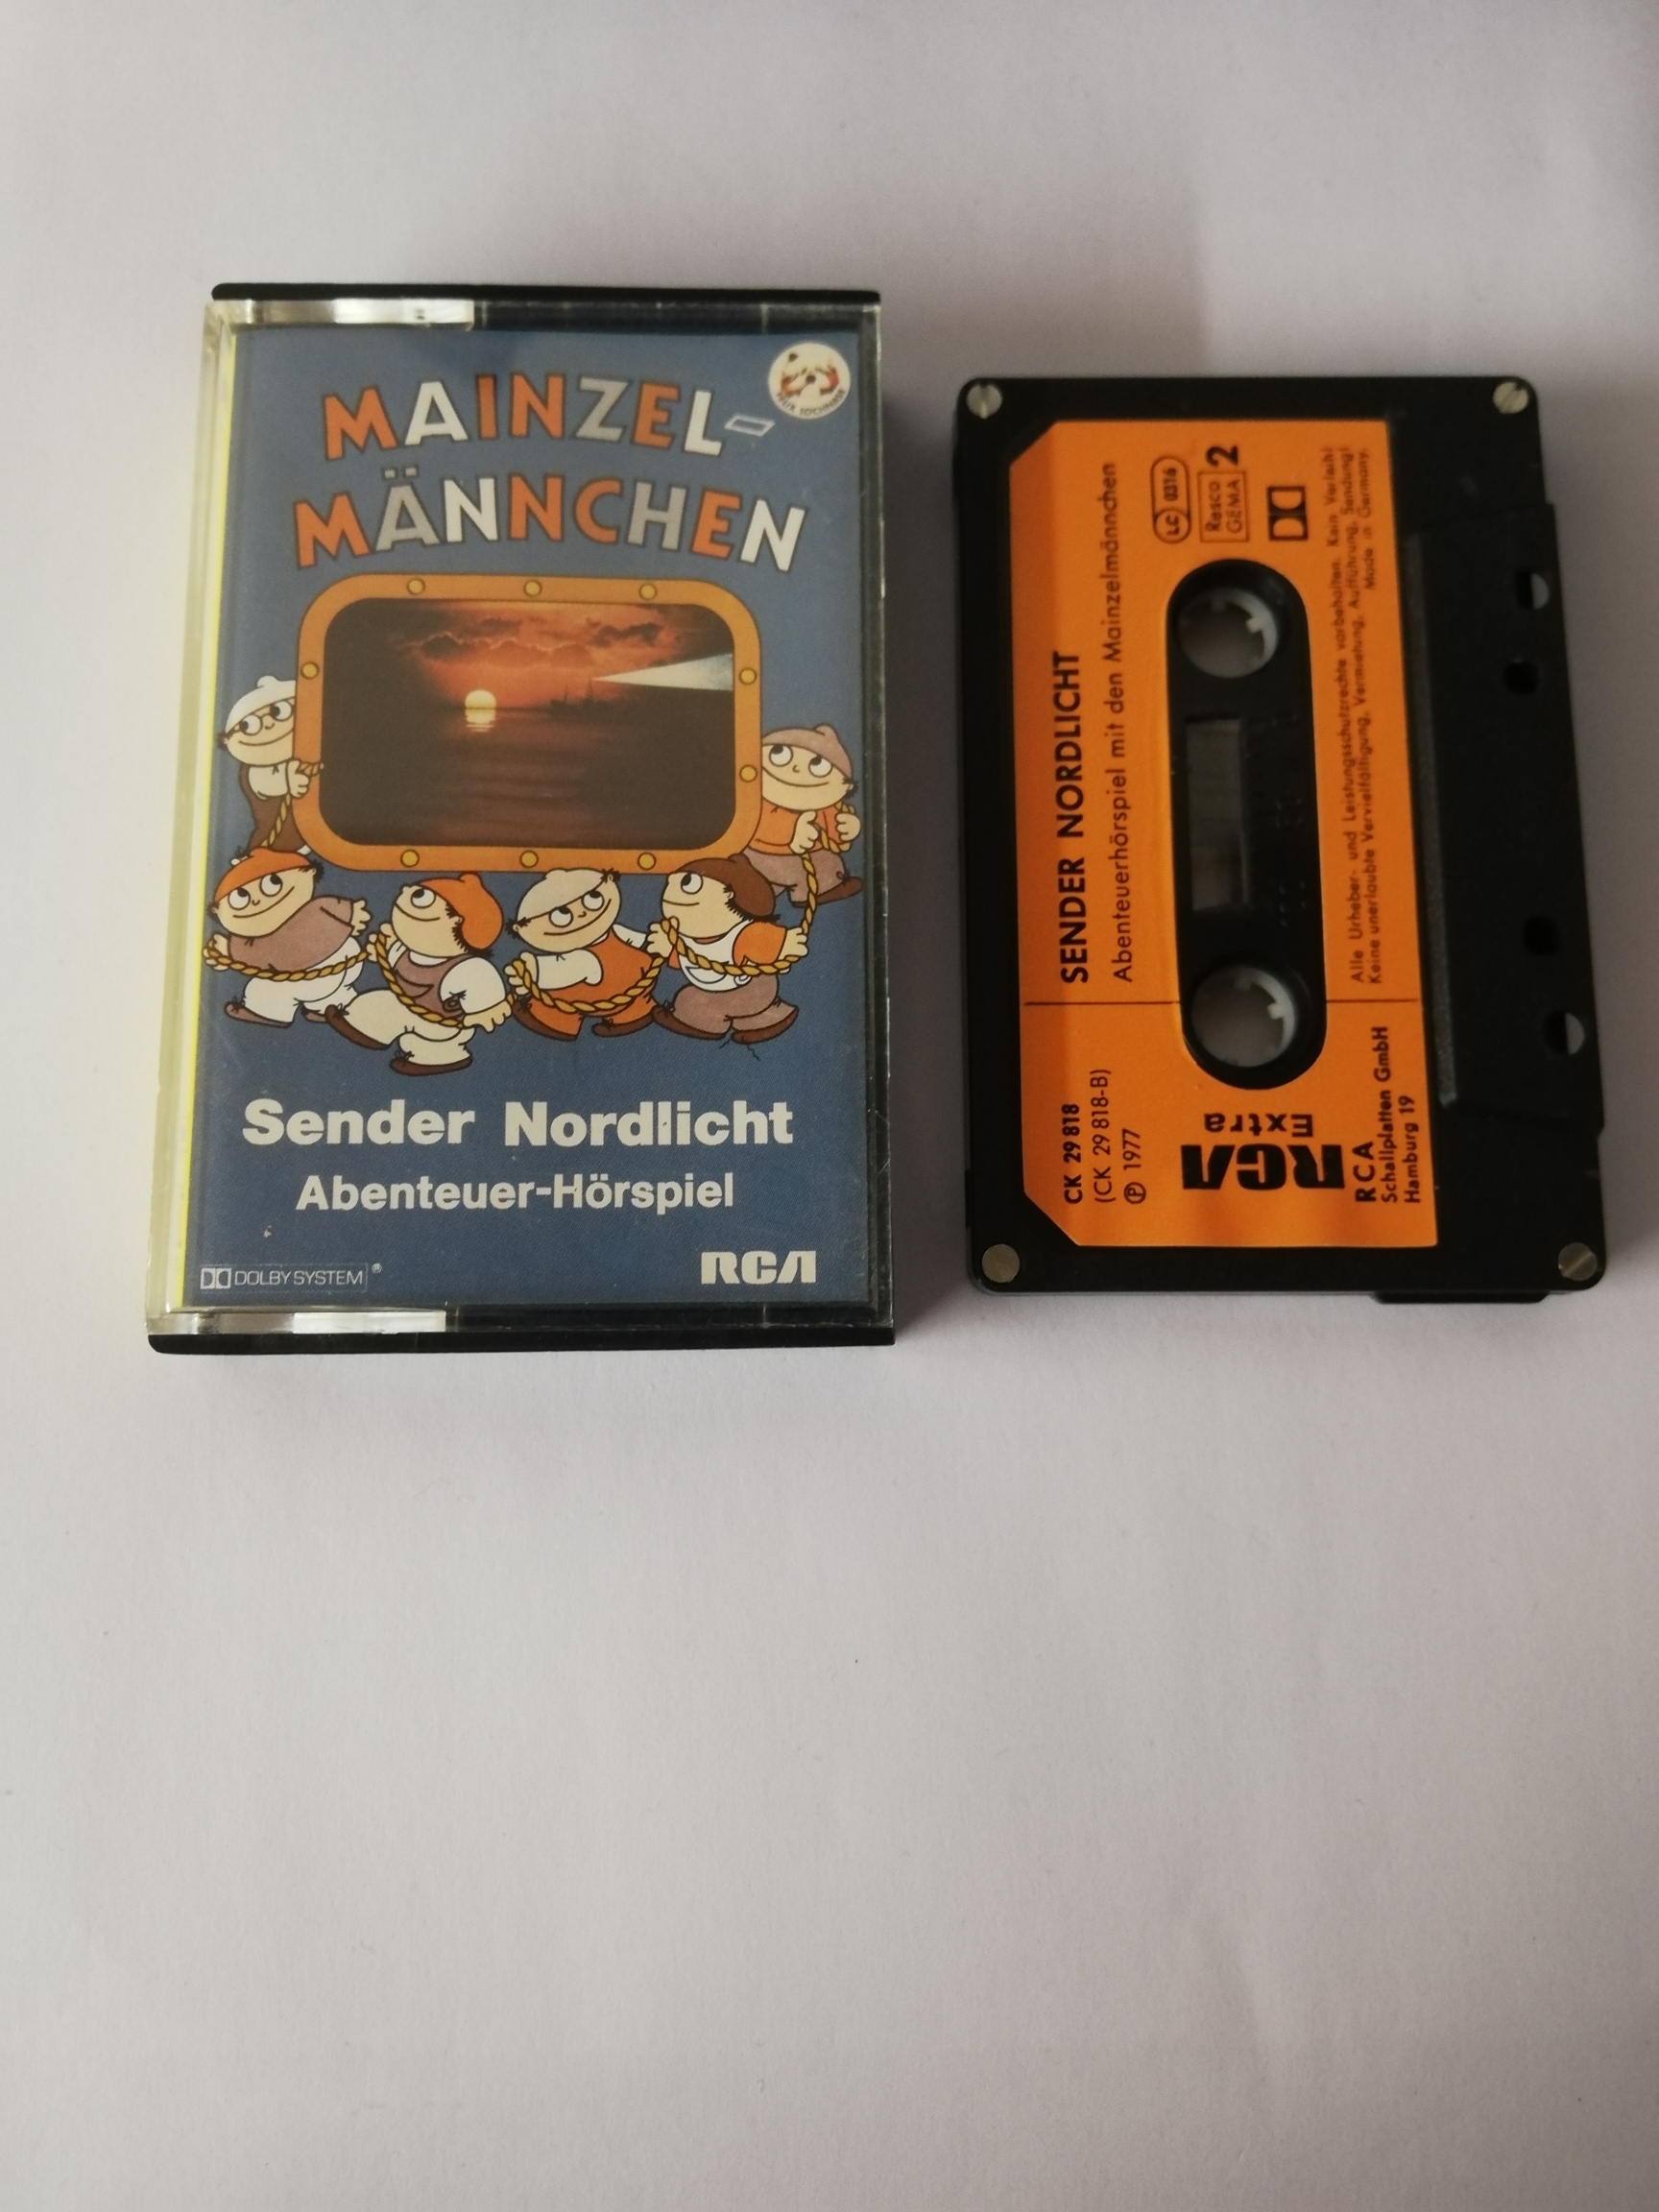 MAINZEL-
MÄNNCHEN
Sender Nordlicht
Abenteuer-Hörspiel
DOLBY SYSTEM®
RCA
SENDER NORDLICHT
Abenteuerhörspiel mit den Mainzelmännchen
LC 0316
GEMA
2
CK 29 818
(CK 29 818-B)
℗ 1977
RCA
Extra
Alle Urheber- und Leistungsschutzrechte vorbehalten. Kein Verleih!
Keine unerlaubte Vervielfältigung, Vermietung, Aufführung, Sendung!
Made in Germany.
RCA
Schallplatten GmbH
Hamburg 19